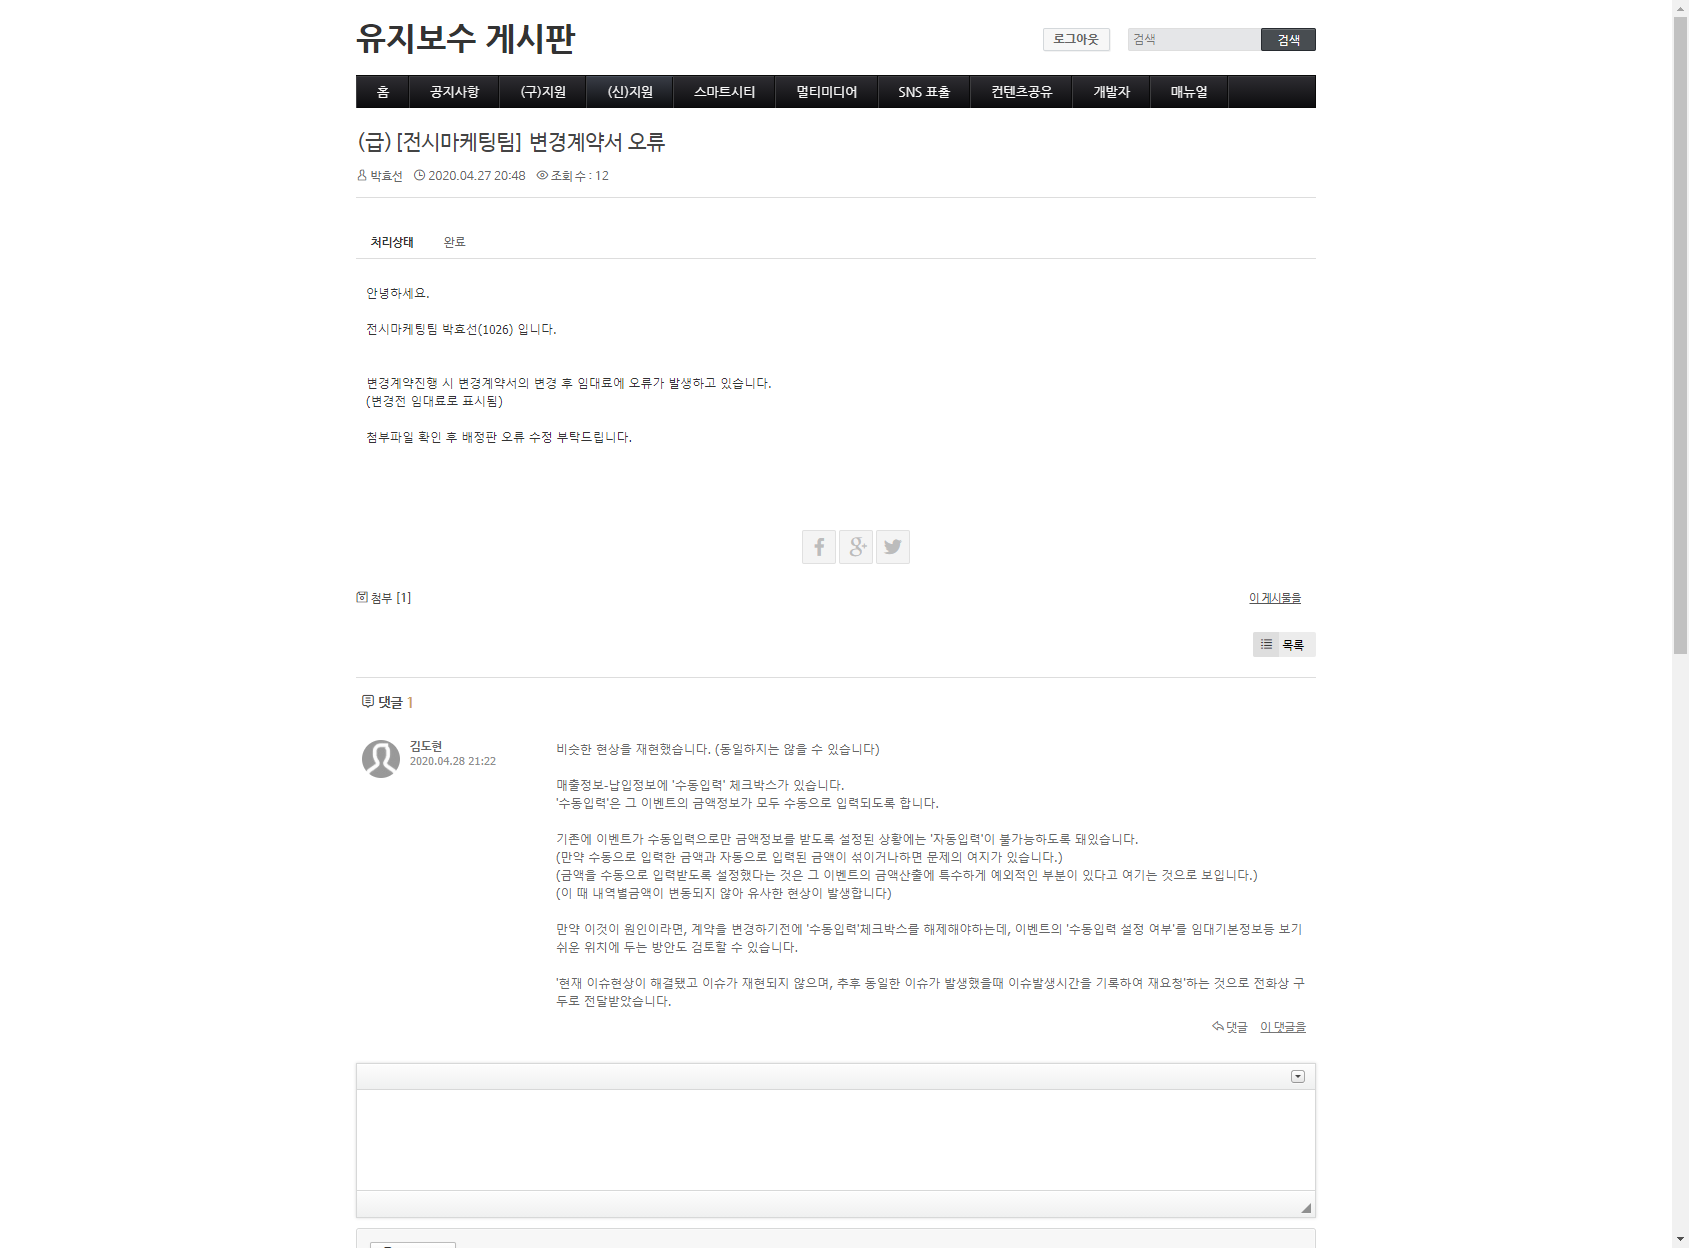 유지보수 게시판
로그아웃 검색 검색
홈 공지사항 (구)지원 (신)지원 스마트시티 멀티미디어 SNS 표출 컨텐츠공유 개발자 매뉴얼
(급) [전시마케팅팀] 변경계약서 오류
박효선 2020.04.27 20:48 조회 수 : 12
처리상태 완료
안녕하세요.
전시마케팅팀 박효선(1026) 입니다.
변경계약진행 시 변경계약서의 변경 후 임대료에 오류가 발생하고 있습니다.
(변경전 임대료로 표시됨)
첨부파일 확인 후 배정판 오류 수정 부탁드립니다.
첨부 [1] 이 게시물을
목록
댓글 1
김도현
2020.04.28 21:22
비슷한 현상을 재현했습니다. (동일하지는 않을 수 있습니다)
매출정보-납입정보에 '수동입력' 체크박스가 있습니다.
'수동입력'은 그 이벤트의 금액정보가 모두 수동으로 입력되도록 합니다.
기존에 이벤트가 수동입력으로만 금액정보를 받도록 설정된 상황에는 '자동입력'이 불가능하도록 돼있습니다.
(만약 수동으로 입력한 금액과 자동으로 입력된 금액이 섞이거나하면 문제의 여지가 있습니다.)
(금액을 수동으로 입력받도록 설정했다는 것은 그 이벤트의 금액산출에 특수하게 예외적인 부분이 있다고 여기는 것으로 보입니다.)
(이 때 내역별금액이 변동되지 않아 유사한 현상이 발생합니다)
만약 이것이 원인이라면, 계약을 변경하기전에 '수동입력'체크박스를 해제해야하는데, 이벤트의 '수동입력 설정 여부'를 임대기본정보등 보기
쉬운 위치에 두는 방안도 검토할 수 있습니다.
'현재 이슈현상이 해결됐고 이슈가 재현되지 않으며, 추후 동일한 이슈가 발생했을때 이슈발생시간을 기록하여 재요청'하는 것으로 전화상 구
두로 전달받았습니다.
댓글 이 댓글을